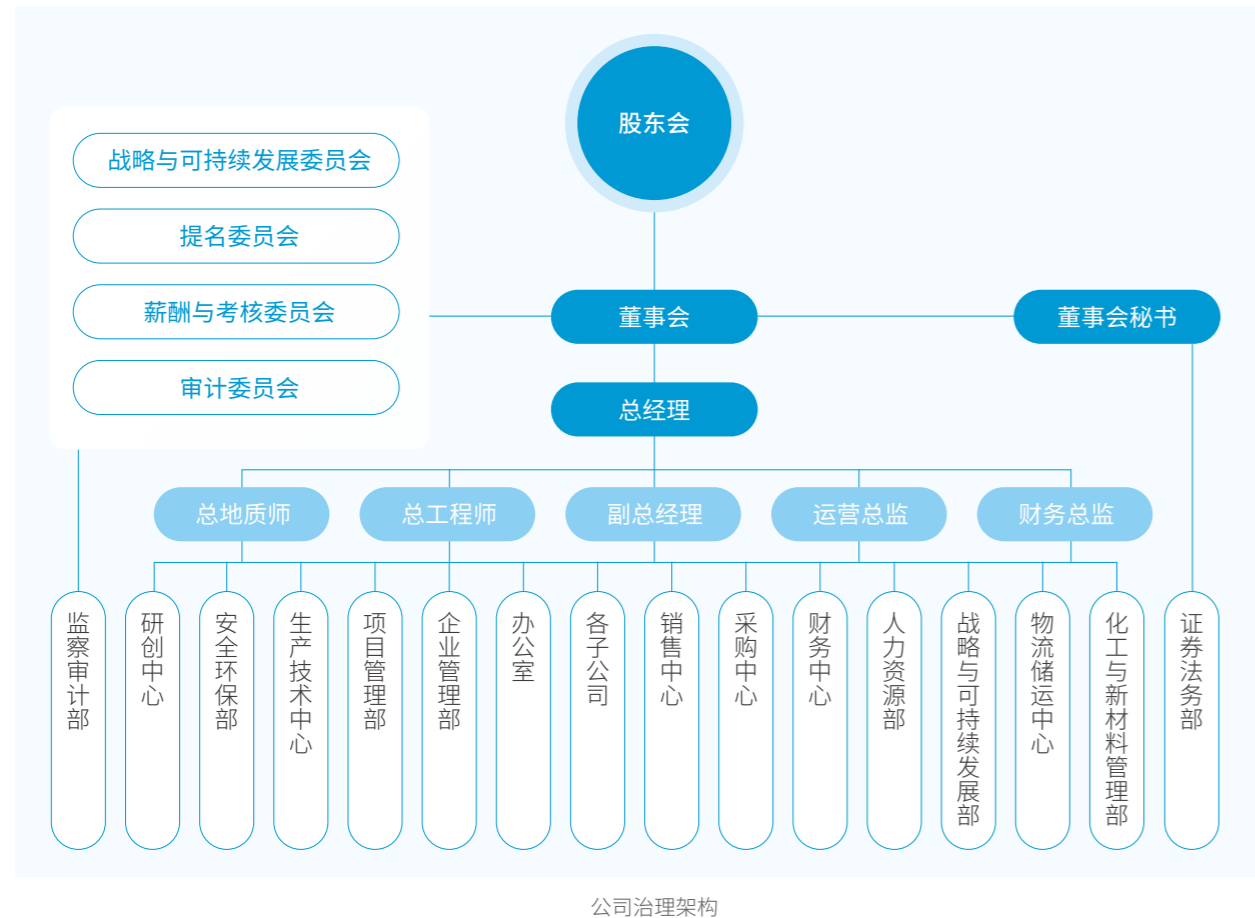 股东会
战略与可持续发展委员会
提名委员会
薪酬与考核委员会
审计委员会
董事会
董事会秘书
总经理
总地质师
总工程师
副总经理
运营总监
财务总监
监察审计部
研创中心
安全环保部
生产技术中心
项目管理部
企业管理部
办公室
各子公司
销售中心
采购中心
财务中心
人力资源部
战略与可持续发展部
物流储运中心
化工与新材料管理部
证券法务部
公司治理架构